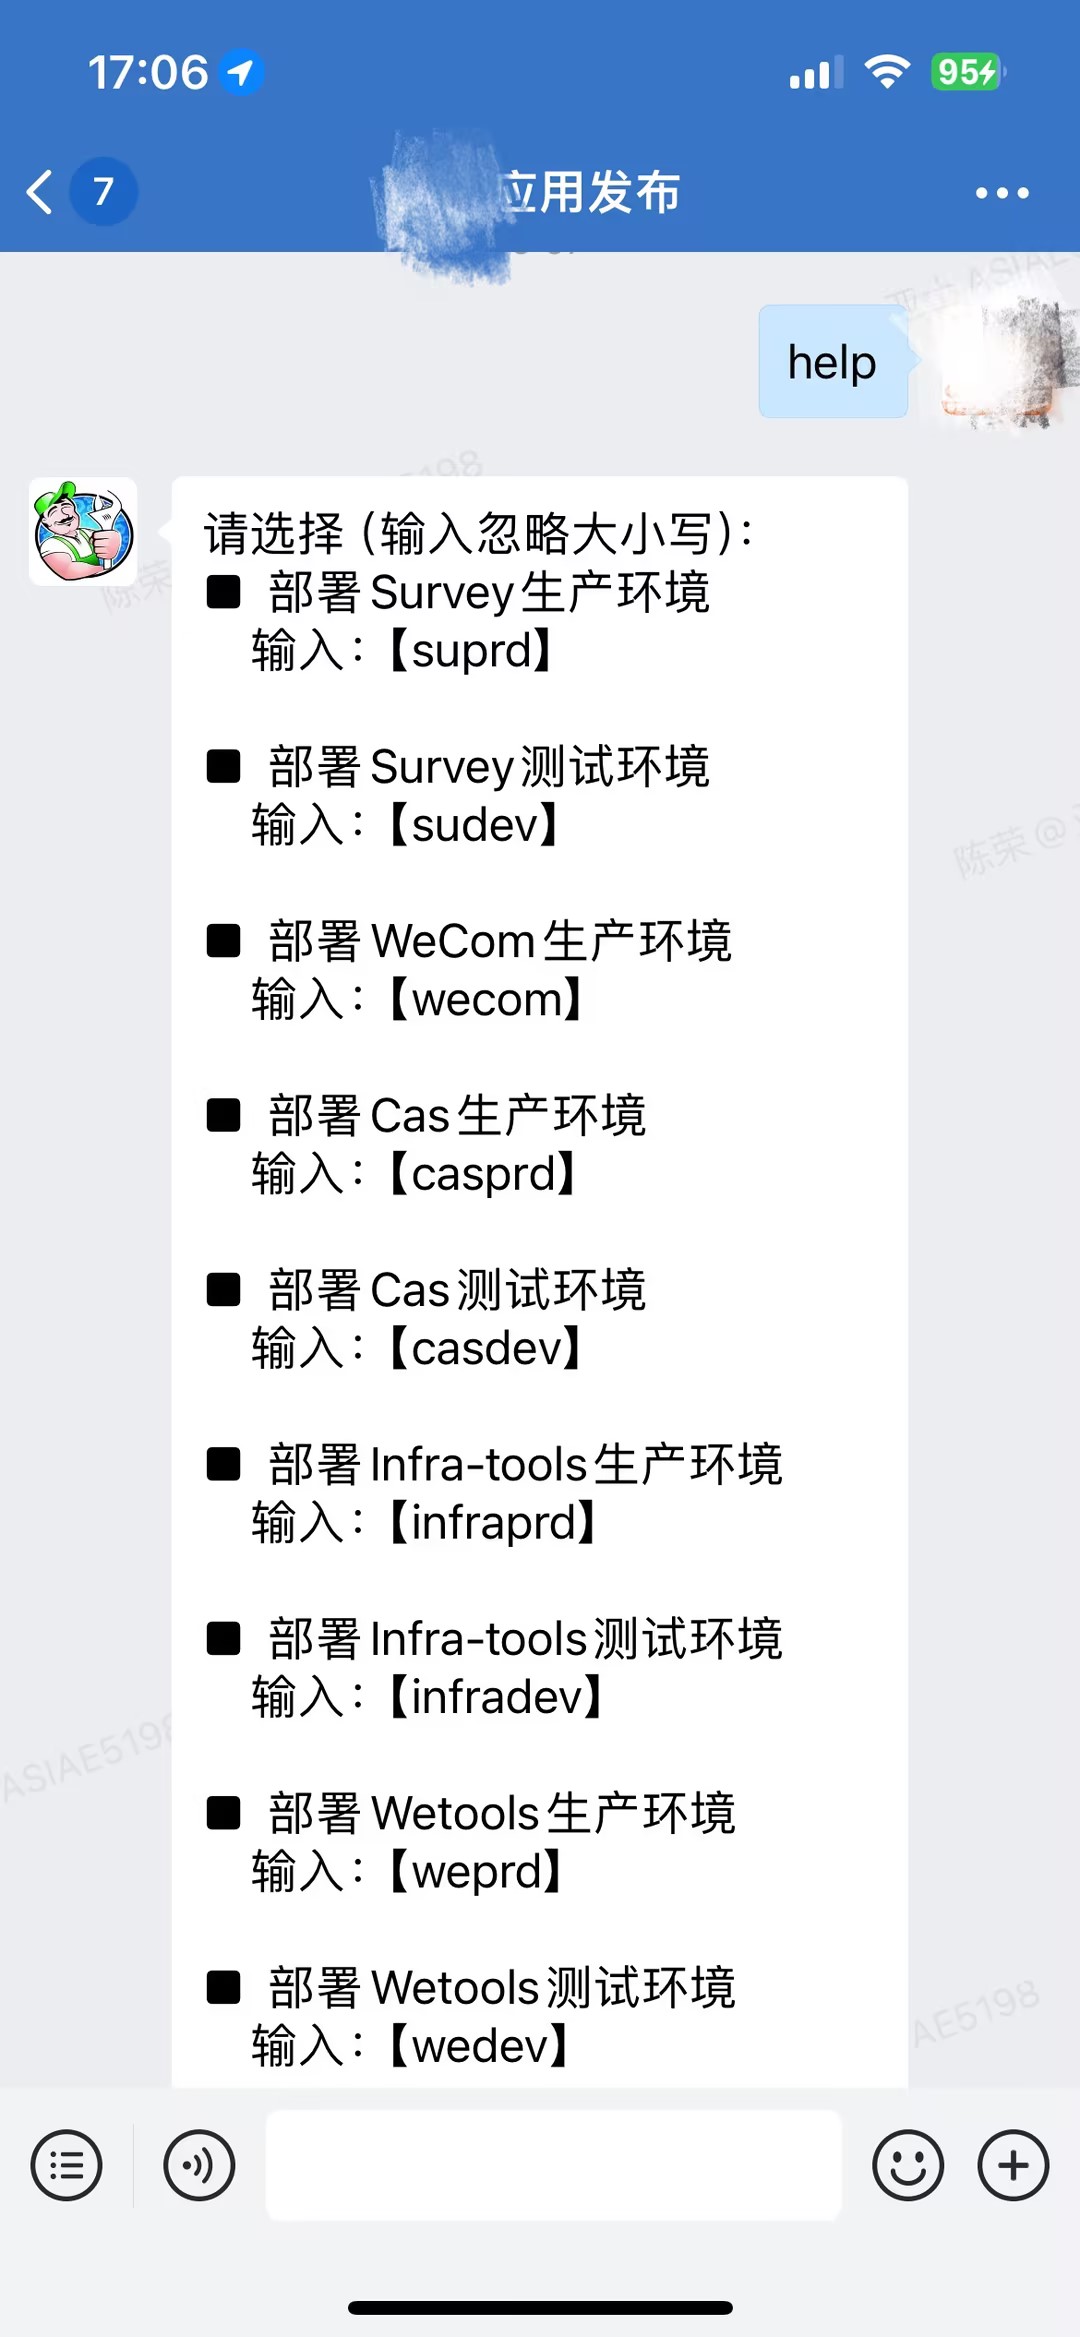 17:06
95
7
应用发布
help
请选择（输入忽略大小写）：
■ 部署Survey生产环境
输入：【suprd】
■ 部署Survey测试环境
输入：【sudev】
■ 部署WeCom生产环境
输入：【wecom】
■ 部署Cas生产环境
输入：【casprd】
■ 部署Cas测试环境
输入：【casdev】
■ 部署Infra-tools生产环境
输入：【infraprd】
■ 部署Infra-tools测试环境
输入：【infradev】
■ 部署Wetools生产环境
输入：【weprd】
■ 部署Wetools测试环境
输入：【wedev】
5198
陈荣
陈荣@
ASIAE5198
AE5198